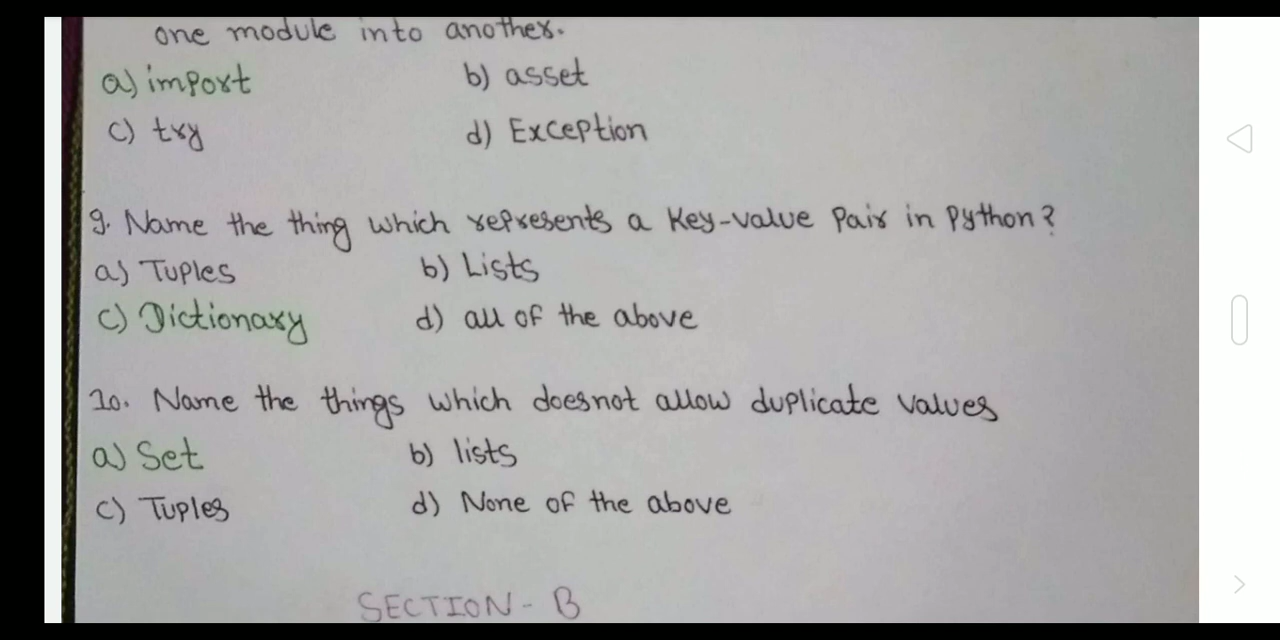 one module into another.
a) import b) asset
c) try d) Exception
9. Name the thing which represents a key-value pair in python?
a) Tuples b) Lists
c) Dictionary d) all of the above
10. Name the things which doesnot allow duplicate values
a) Set b) lists
c) Tuples d) None of the above
SECTION - B